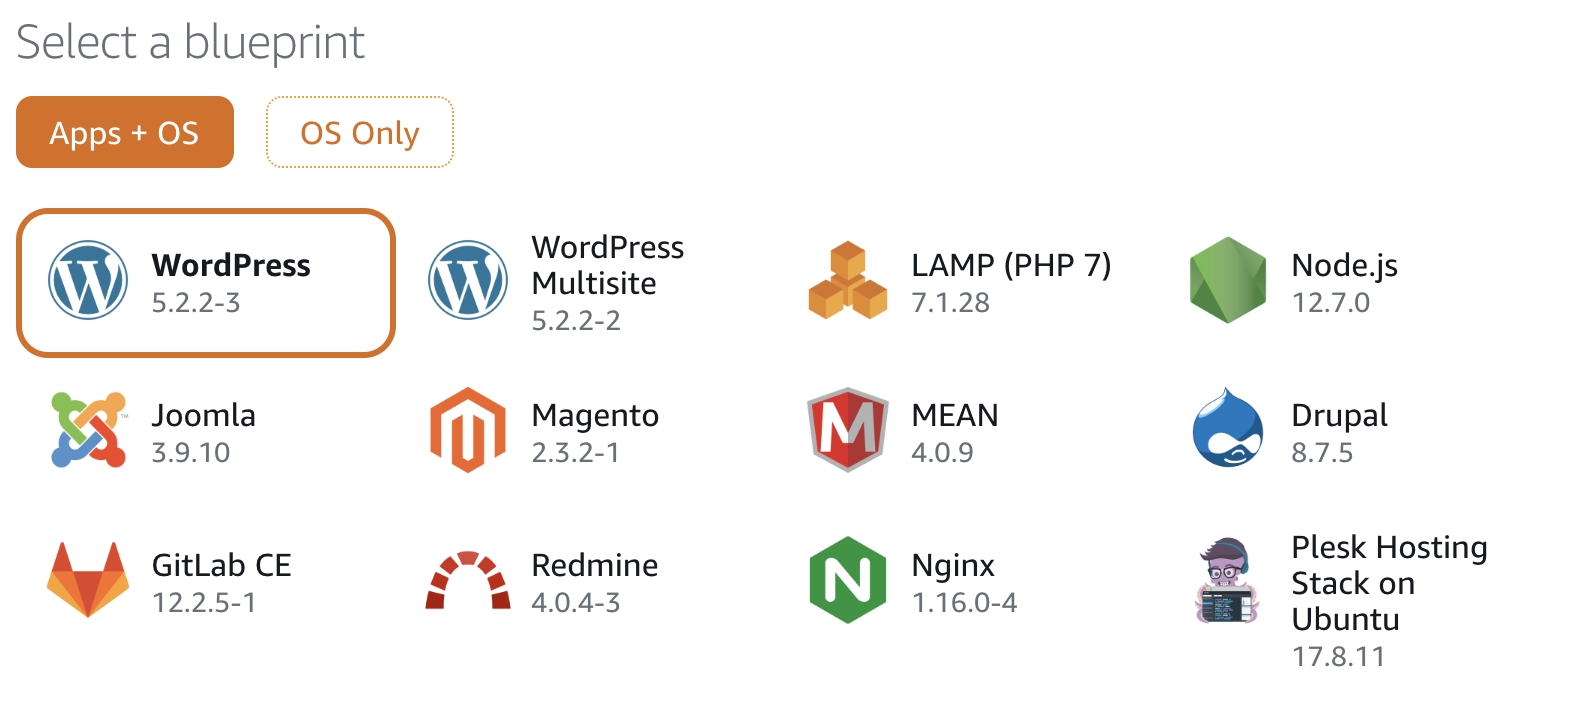 Select a blueprint
Apps + OS
OS Only
WordPress
5.2.2-3
WordPress
Multisite
5.2.2-2
LAMP (PHP 7)
7.1.28
Node.js
12.7.0
Joomla
3.9.10
Magento
2.3.2-1
MEAN
4.0.9
Drupal
8.7.5
GitLab CE
12.2.5-1
Redmine
4.0.4-3
Nginx
1.16.0-4
Plesk Hosting
Stack on
Ubuntu
17.8.11